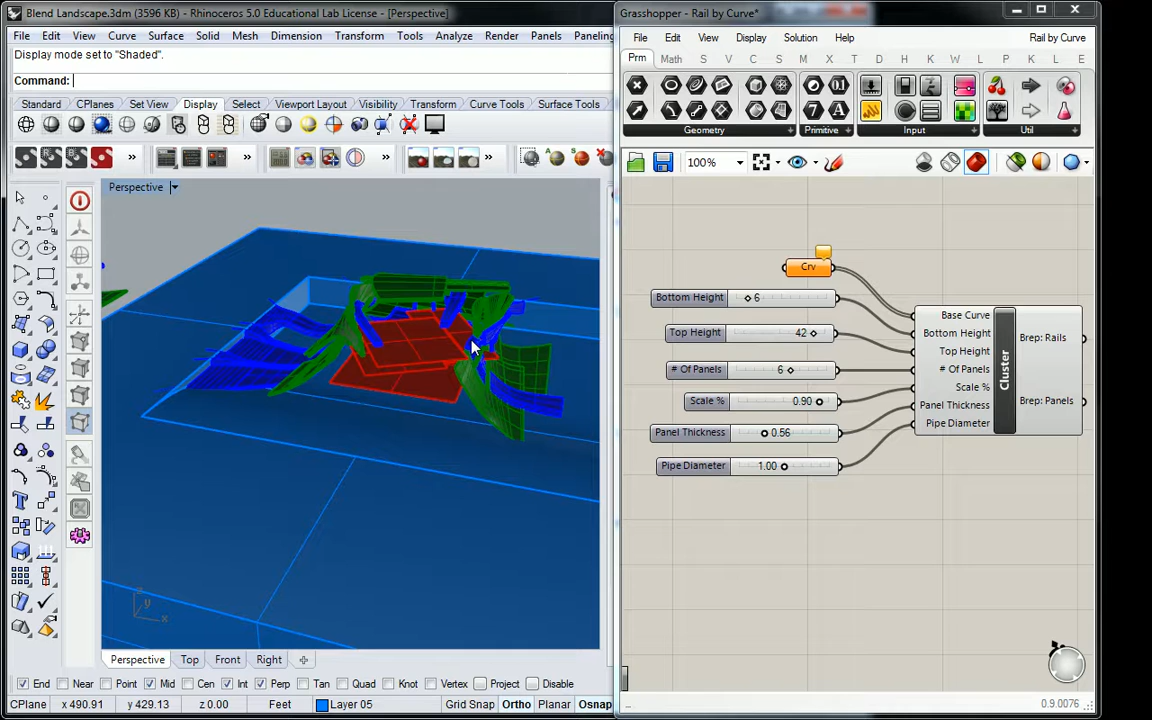 Blend Landscape.3dm (3596 KB) - Rhinoceros 5.0 Educational Lab License - [Perspective]
File Edit View Curve Surface Solid Mesh Dimension Transform Tools Analyze Render Panels Paneling
Display mode set to "Shaded".
Command:
Standard CPlanes Set View Display Select Viewport Layout Visibility Transform Curve Tools Surface Tools
Perspective
z
y
x
Perspective Top Front Right
End Near Point Mid Cen Int Perp Tan Quad Knot Vertex Project Disable
CPlane x 490.91 y 429.13 z 0.00 Feet Layer 05 Grid Snap Ortho Planar Osnap
Grasshopper - Rail by Curve*
File Edit View Display Solution Help Rail by Curve
Prm Math S V C S M X T D K W L P K L E
Geometry Primitive Input Util
100%
Crv
Bottom Height 6
Top Height 42
# Of Panels 6
Scale % 0.90
Panel Thickness 0.56
Pipe Diameter 1.00
Base Curve
Bottom Height
Top Height
# Of Panels
Scale %
Panel Thickness
Pipe Diameter
Cluster
Brep: Rails
Brep: Panels
0.9.0076